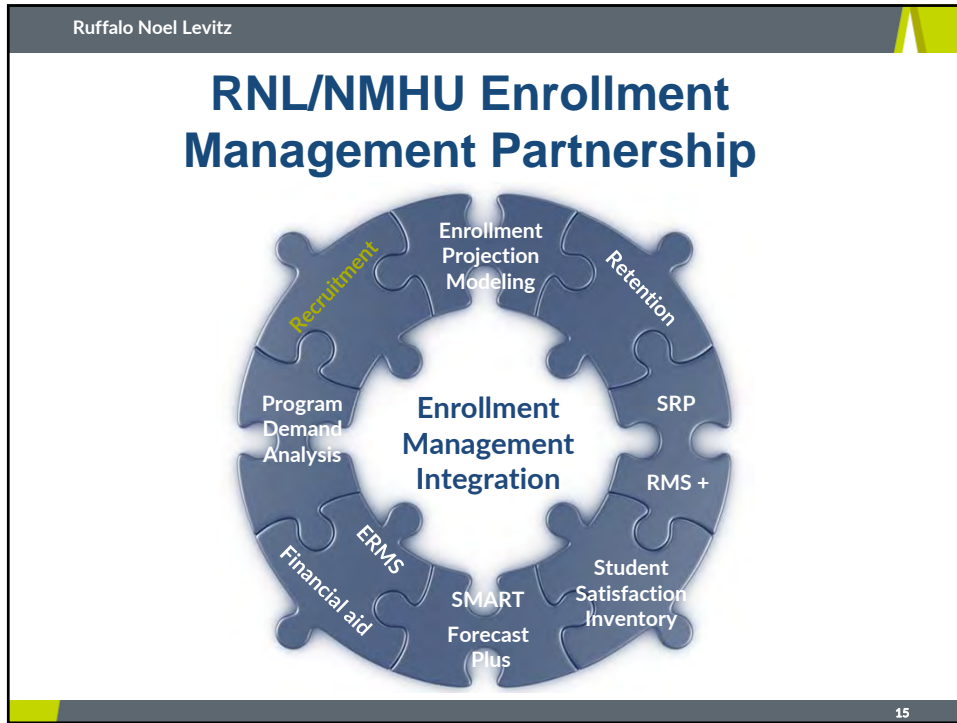 Ruffalo Noel Levitz
RNL/NMHU Enrollment
Management Partnership
Recruitment
Enrollment
Projection
Modeling
Retention
Program
Demand
Analysis
Enrollment
Management
Integration
SRP
RMS +
ERMS
Financial aid
SMART
Forecast
Plus
Student
Satisfaction
Inventory
15